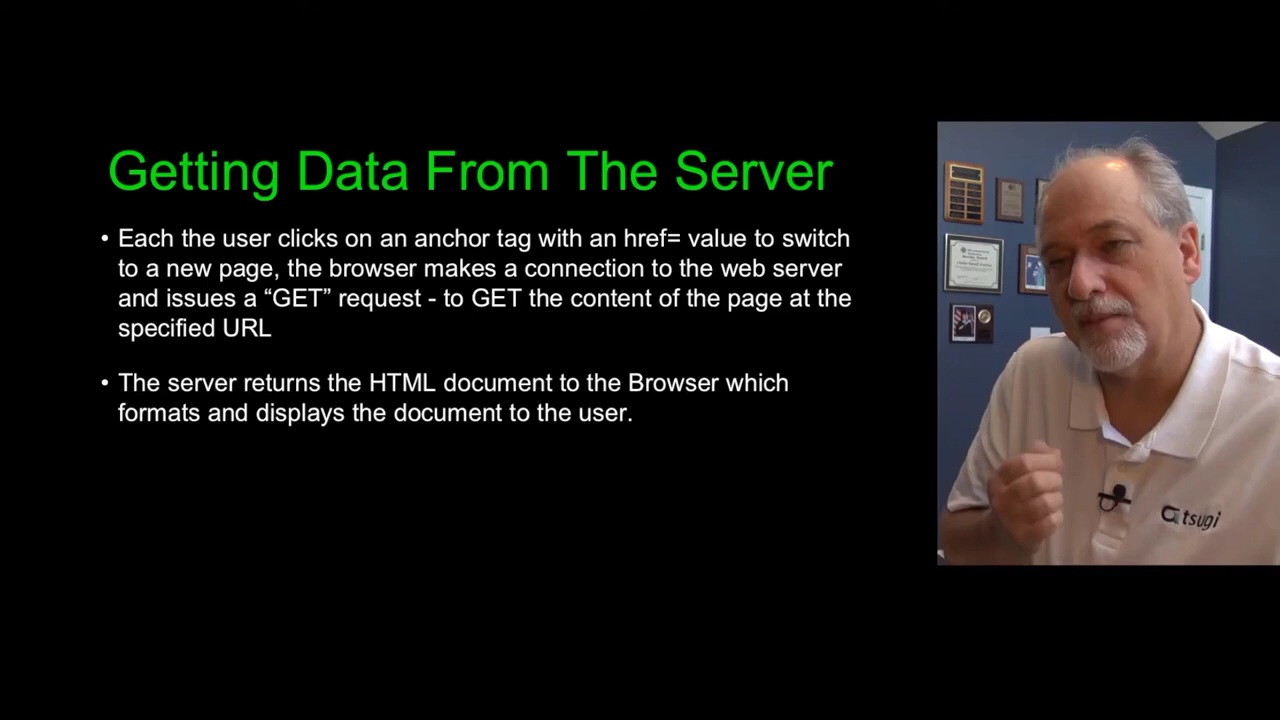 Getting Data From The Server
• Each the user clicks on an anchor tag with an href= value to switch
to a new page, the browser makes a connection to the web server
and issues a “GET” request - to GET the content of the page at the
specified URL
• The server returns the HTML document to the Browser which
formats and displays the document to the user.
tsugi